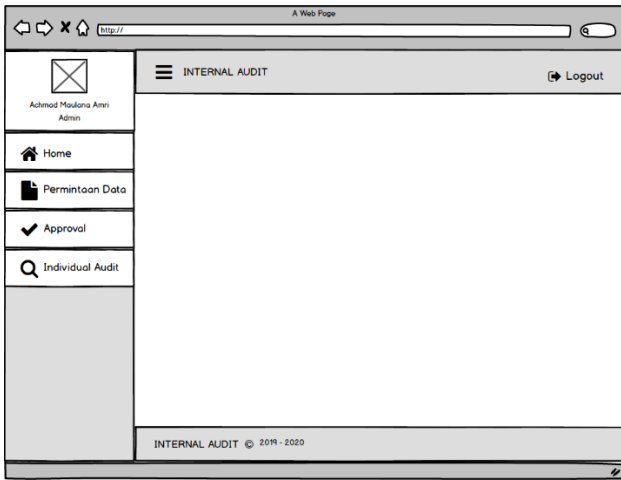 A Web Page
http://
INTERNAL AUDIT
Logout
Achmad Maulana Amri
Admin
Home
Permintaan Data
Approval
Individual Audit
INTERNAL AUDIT © 2019 - 2020